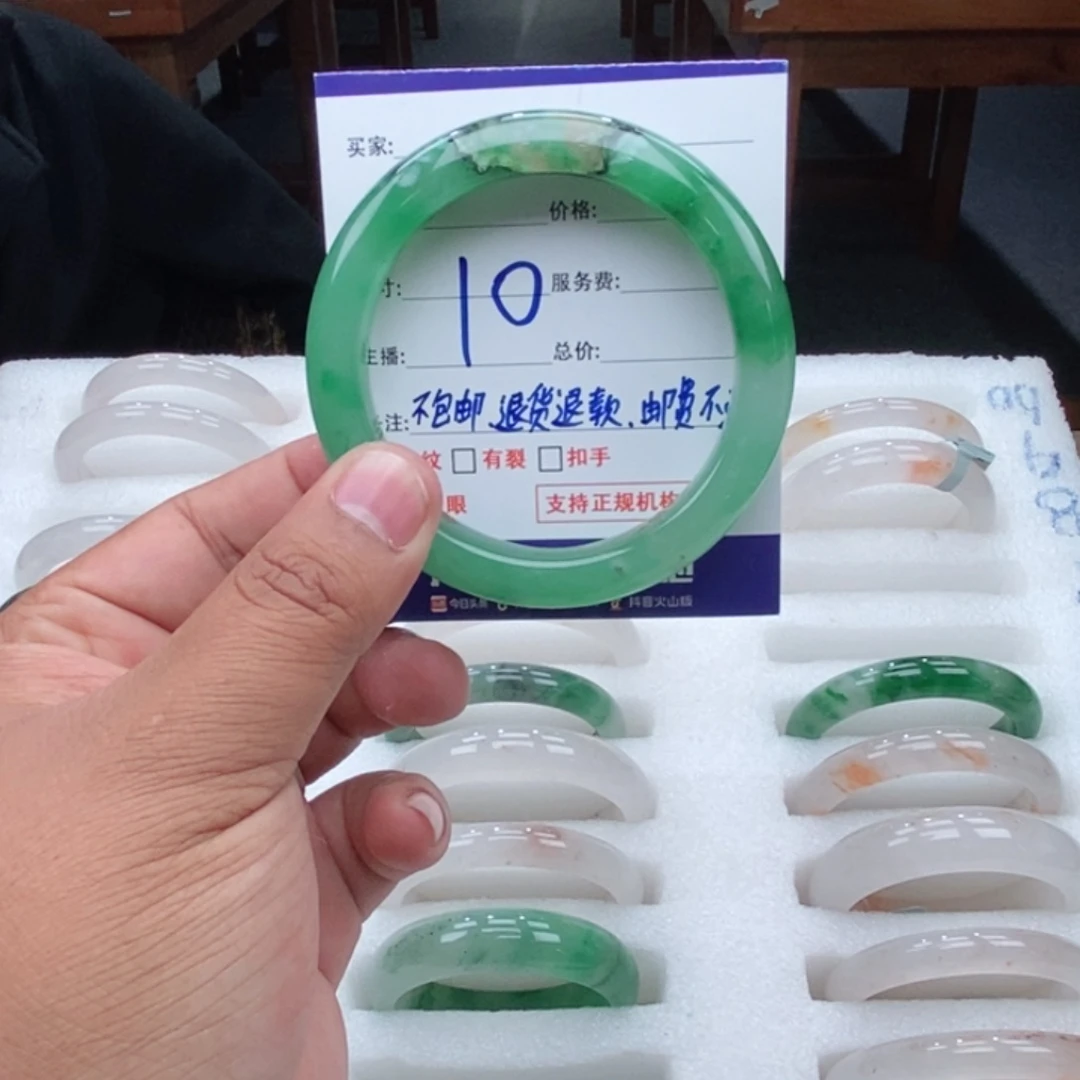 买家:
价格:
寸:
10
服务费:
主播:
总价:
注:不包邮、退货退款、邮费不
纹 □有裂 □扣手
眼
支持正规机构
今日头条
抖音火山版